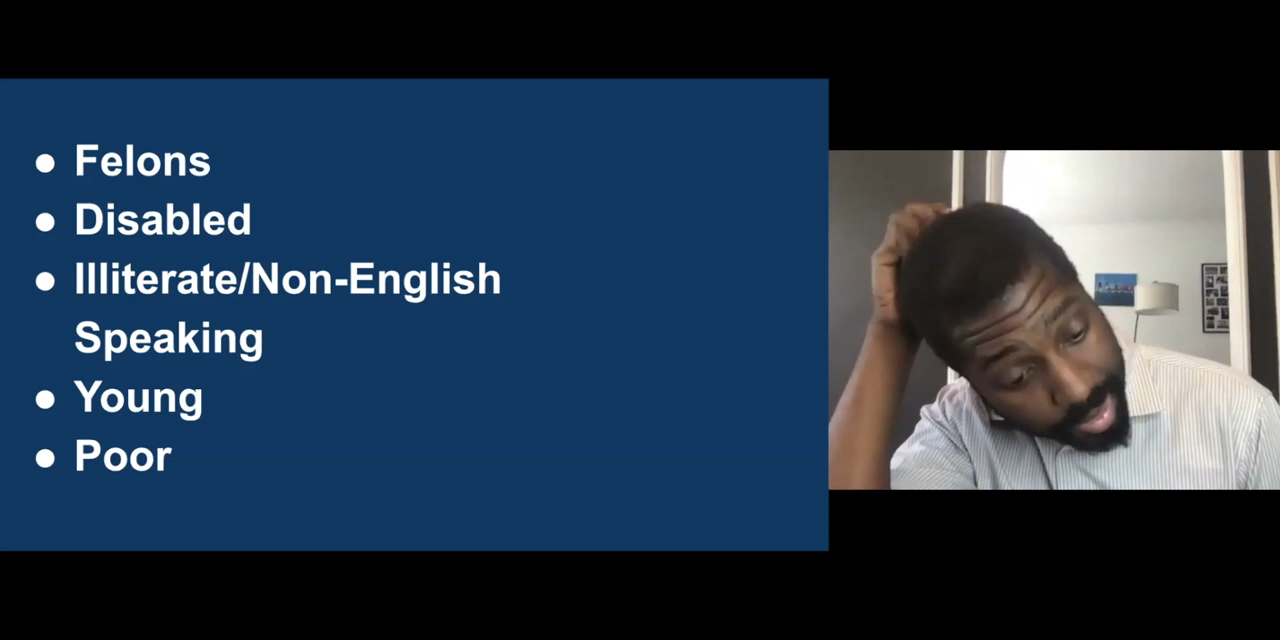 ● Felons
● Disabled
● Illiterate/Non-English
Speaking
● Young
● Poor